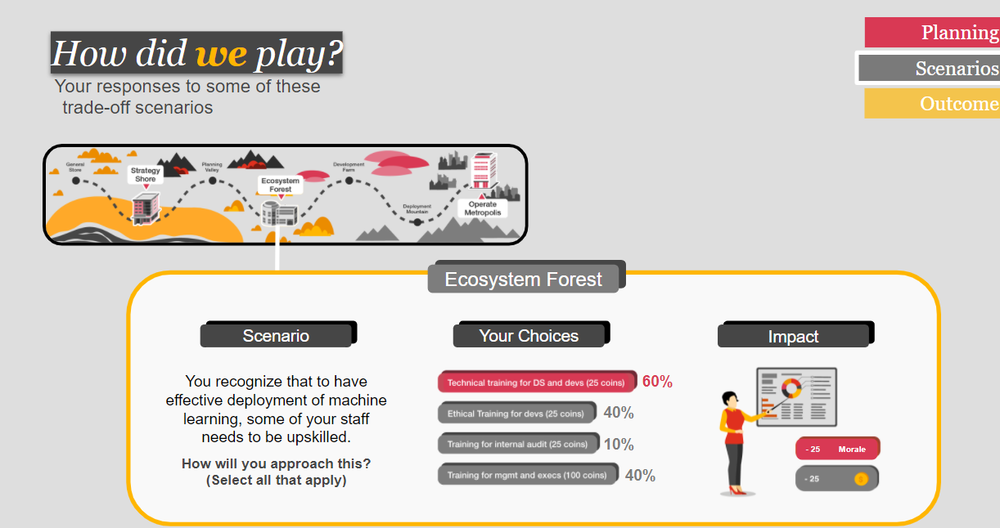 How did we play?
Your responses to some of these
trade-off scenarios
Planning
Scenarios
Outcome
General
Store
Strategy
Shore
Planning
Valley
Ecosystem
Forest
Development
Farm
Deployment
Mountain
Operate
Metropolis
Ecosystem Forest
Scenario
You recognize that to have
effective deployment of machine
learning, some of your staff
needs to be upskilled.
How will you approach this?
(Select all that apply)
Your Choices
Technical training for DS and devs (25 coins) 60%
Ethical Training for devs (25 coins) 40%
Training for internal audit (25 coins) 10%
Training for mgmt and execs (100 coins) 40%
Impact
- 25 Morale
- 25